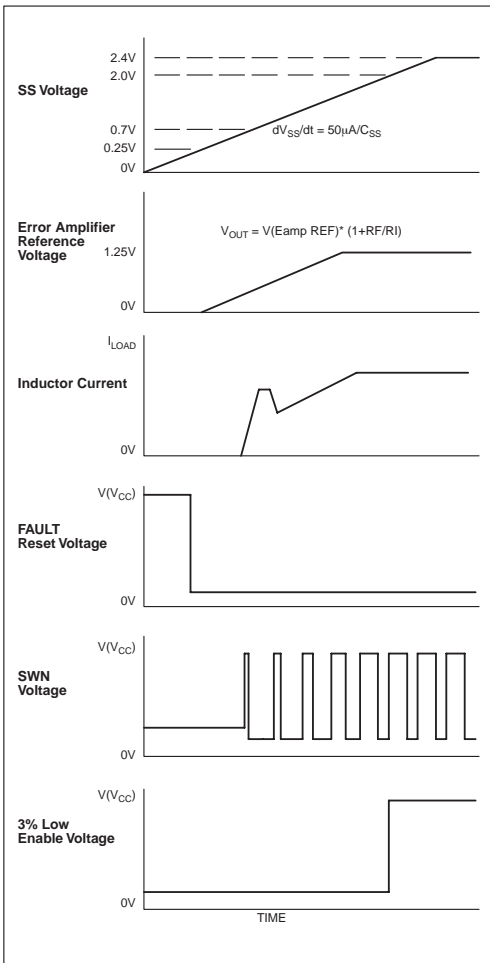 2.4V
2.0V
SS Voltage
0.7V
dVSS/dt = 50µA/CSS
0.25V
0V
Error Amplifier
Reference
Voltage
VOUT = V(Eamp REF)* (1+RF/RI)
1.25V
0V
ILOAD
Inductor Current
0V
V(VCC)
FAULT
Reset Voltage
0V
V(VCC)
SWN
Voltage
0V
V(VCC)
3% Low
Enable Voltage
0V
TIME